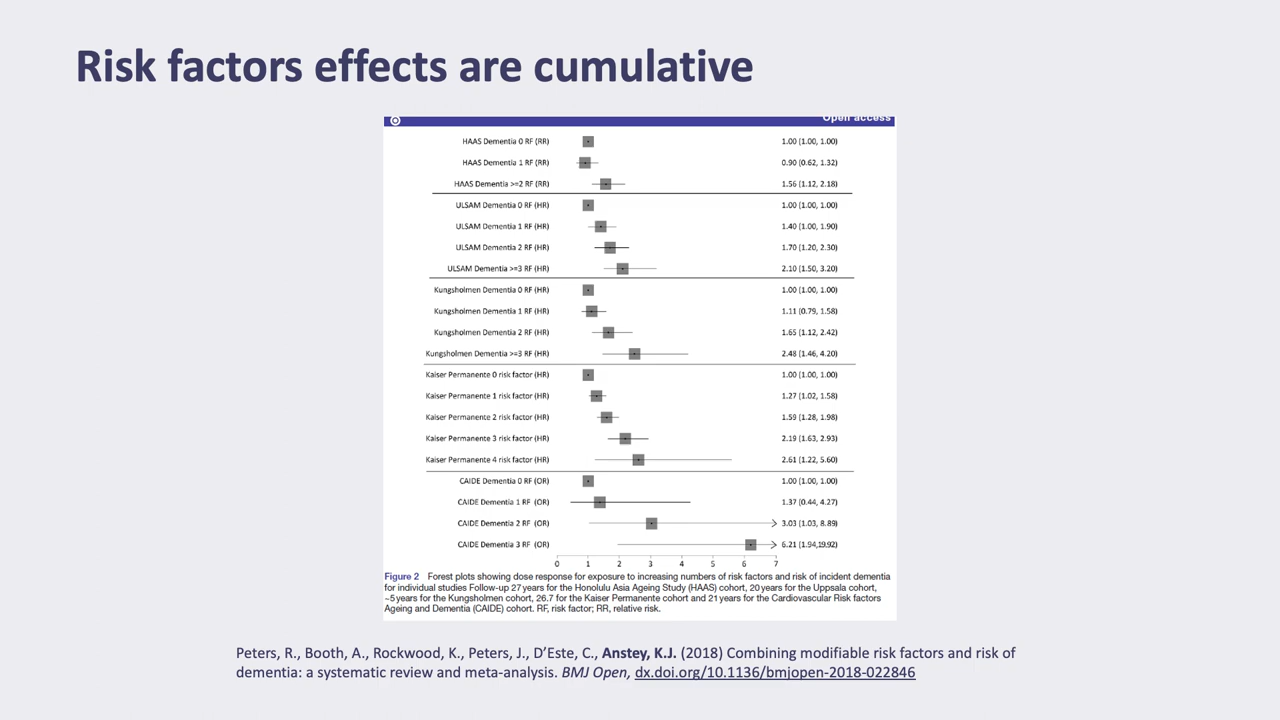 Risk factors effects are cumulative
Open access
HAAS Dementia 0 RF (RR) 1.00 (1.00, 1.00)
HAAS Dementia 1 RF (RR) 0.90 (0.62, 1.32)
HAAS Dementia >=2 RF (RR) 1.56 (1.12, 2.18)
ULSAM Dementia 0 RF (HR) 1.00 (1.00, 1.00)
ULSAM Dementia 1 RF (HR) 1.40 (1.00, 1.90)
ULSAM Dementia 2 RF (HR) 1.70 (1.20, 2.30)
ULSAM Dementia >=3 RF (HR) 2.10 (1.50, 3.20)
Kungsholmen Dementia 0 RF (HR) 1.00 (1.00, 1.00)
Kungsholmen Dementia 1 RF (HR) 1.11 (0.79, 1.58)
Kungsholmen Dementia 2 RF (HR) 1.65 (1.12, 2.42)
Kungsholmen Dementia >=3 RF (HR) 2.48 (1.46, 4.20)
Kaiser Permanente 0 risk factor (HR) 1.00 (1.00, 1.00)
Kaiser Permanente 1 risk factor (HR) 1.27 (1.02, 1.58)
Kaiser Permanente 2 risk factor (HR) 1.59 (1.28, 1.98)
Kaiser Permanente 3 risk factor (HR) 2.19 (1.63, 2.93)
Kaiser Permanente 4 risk factor (HR) 2.61 (1.22, 5.60)
CAIDE Dementia 0 RF (OR) 1.00 (1.00, 1.00)
CAIDE Dementia 1 RF (OR) 1.37 (0.44, 4.27)
CAIDE Dementia 2 RF (OR) 3.03 (1.03, 8.89)
CAIDE Dementia 3 RF (OR) 6.21 (1.94,19.92)
0 1 2 3 4 5 6 7
Figure 2 Forest plots showing dose response for exposure to increasing numbers of risk factors and risk of incident dementia
for individual studies Follow-up 27 years for the Honolulu Asia Ageing Study (HAAS) cohort, 20 years for the Uppsala cohort,
~5 years for the Kungsholmen cohort, 26.7 for the Kaiser Permanente cohort and 21 years for the Cardiovascular Risk factors
Ageing and Dementia (CAIDE) cohort. RF, risk factor; RR, relative risk.
Peters, R., Booth, A., Rockwood, K., Peters, J., D'Este, C., Anstey, K.J. (2018) Combining modifiable risk factors and risk of
dementia: a systematic review and meta-analysis. BMJ Open, dx.doi.org/10.1136/bmjopen-2018-022846